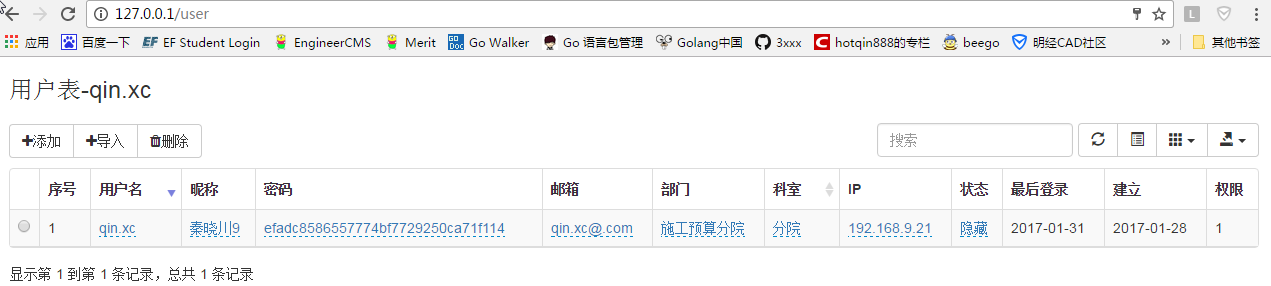 127.0.0.1/user
应用 百度一下 EF Student Login EngineerCMS Merit Go Walker Go 语言包管理 Golang中国 3xxx hotqin888的专栏 beego 明经CAD社区 » 其他书签
用户表-qin.xc
添加 导入 删除 搜索
序号 用户名 昵称 密码 邮箱 部门 科室 IP 状态 最后登录 建立 权限
1 qin.xc 秦晓川9 efadc8586557774bf7729250ca71f114 qin.xc@.com 施工预算分院 分院 192.168.9.21 隐藏 2017-01-31 2017-01-28 1
显示第 1 到第 1 条记录，总共 1 条记录